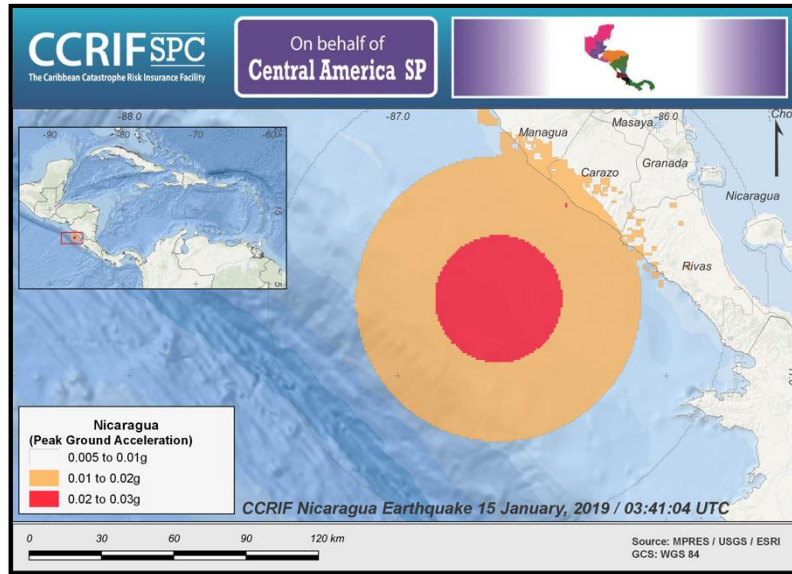 CCRIF SPC
The Caribbean Catastrophe Risk Insurance Facility
On behalf of
Central America SP
-88.0
-87.0
-86.0
-90
-80
-70
15
Managua
Masaya
Carazo
Granada
Nicaragua
Rivas
Nicaragua
(Peak Ground Acceleration)
0.005 to 0.01g
0.01 to 0.02g
0.02 to 0.03g
CCRIF Nicaragua Earthquake 15 January, 2019 / 03:41:04 UTC
0 30 60 90 120 km
Source: MPRES / USGS / ESRI
GCS: WGS 84